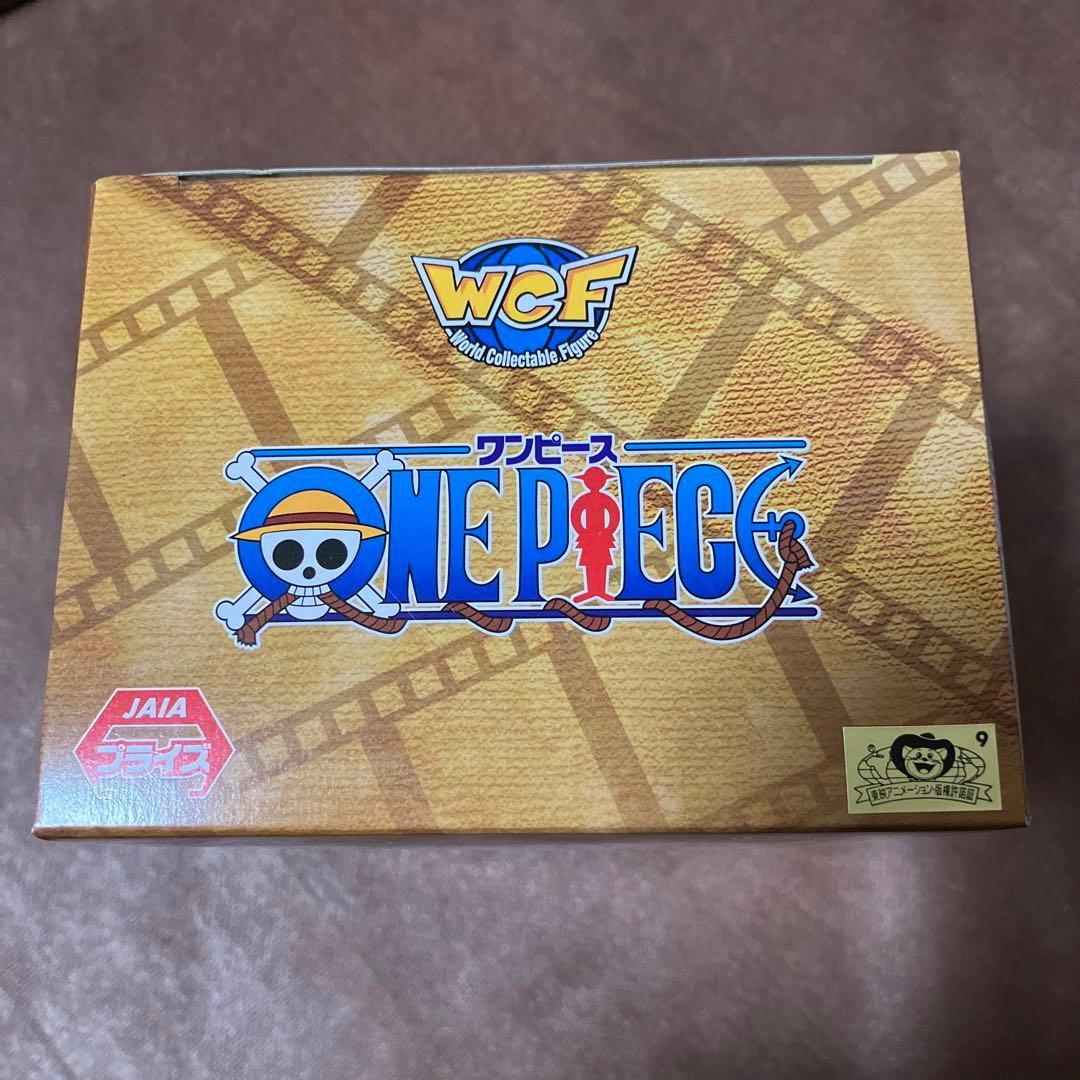 WCF
World Collectable Figure
ワンピース
ONE PIECE
JAIA
プライズ
9
東映アニメーション・版権許諾証